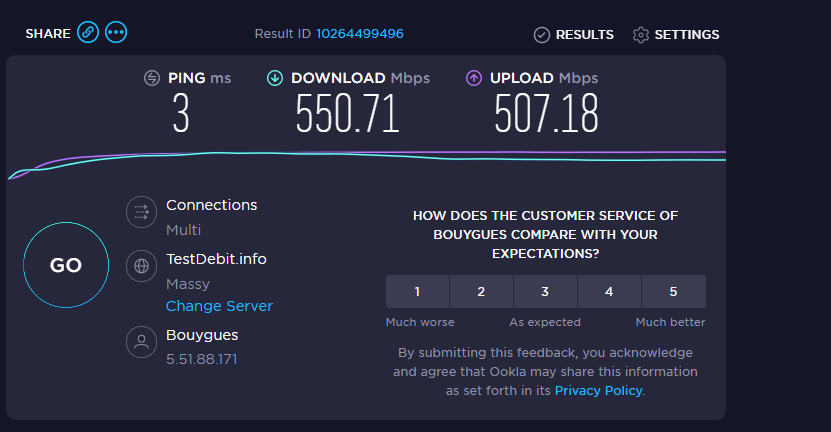 SHARE
Result ID 10264499496
RESULTS
SETTINGS
PING ms
DOWNLOAD Mbps
UPLOAD Mbps
3
550.71
507.18
GO
Connections
Multi
TestDebit.info
Massy
Change Server
Bouygues
5.51.88.171
HOW DOES THE CUSTOMER SERVICE OF
BOUYGUES COMPARE WITH YOUR
EXPECTATIONS?
1 2 3 4 5
Much worse As expected Much better
By submitting this feedback, you acknowledge
and agree that Ookla may share this information
as set forth in its Privacy Policy.